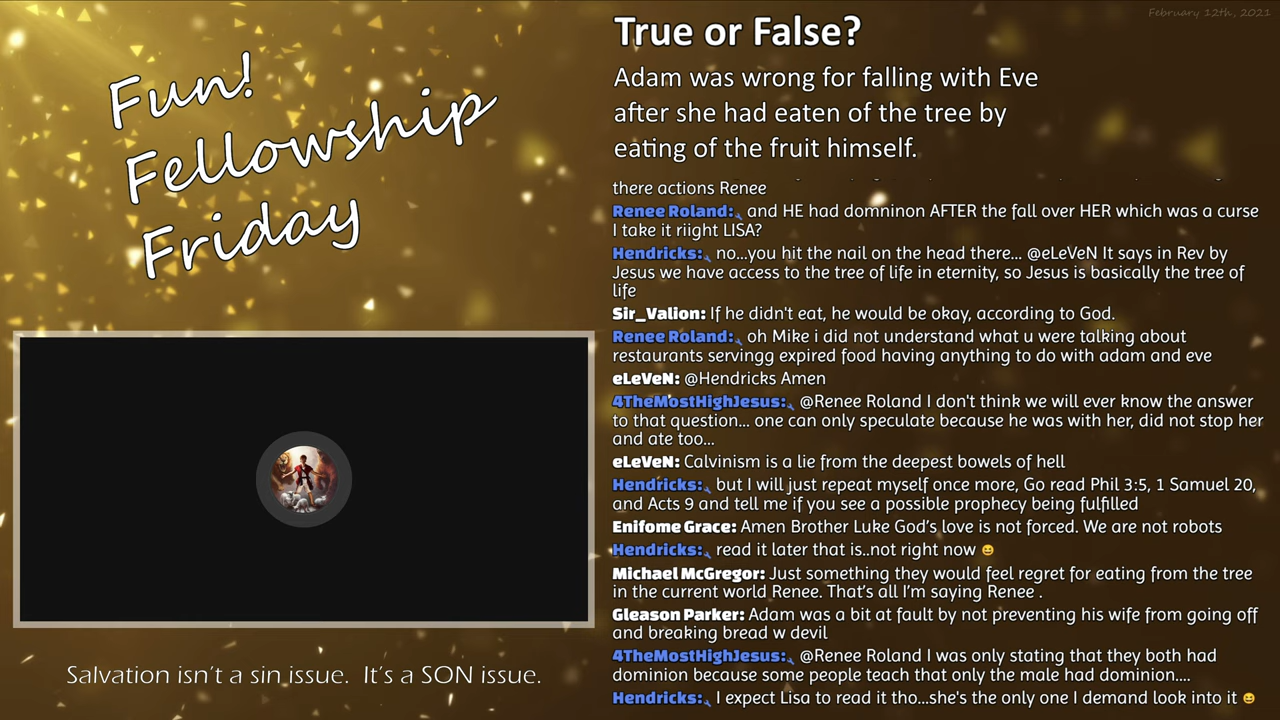 February 12th, 2021
Fun!
Fellowship
Friday
Salvation isn't a sin issue. It's a SON issue.
True or False?
Adam was wrong for falling with Eve
after she had eaten of the tree by
eating of the fruit himself.
there actions Renee
Renee Roland: and HE had domninon AFTER the fall over HER which was a curse
I take it riight LISA?
Hendricks: no...you hit the nail on the head there... @eLeVeN It says in Rev by
Jesus we have access to the tree of life in eternity, so Jesus is basically the tree of
life
Sir_Valion: If he didn't eat, he would be okay, according to God.
Renee Roland: oh Mike i did not understand what u were talking about
restaurants servingg expired food having anything to do with adam and eve
eLeVeN: @Hendricks Amen
4TheMostHighJesus: @Renee Roland I don't think we will ever know the answer
to that question... one can only speculate because he was with her, did not stop her
and ate too...
eLeVeN: Calvinism is a lie from the deepest bowels of hell
Hendricks: but I will just repeat myself once more, Go read Phil 3:5, 1 Samuel 20,
and Acts 9 and tell me if you see a possible prophecy being fulfilled
Enifome Grace: Amen Brother Luke God's love is not forced. We are not robots
Hendricks: read it later that is..not right now 😆
Michael McGregor: Just something they would feel regret for eating from the tree
in the current world Renee. That's all I'm saying Renee .
Gleason Parker: Adam was a bit at fault by not preventing his wife from going off
and breaking bread w devil
4TheMostHighJesus: @Renee Roland I was only stating that they both had
dominion because some people teach that only the male had dominion....
Hendricks: I expect Lisa to read it tho...she's the only one I demand look into it 😆